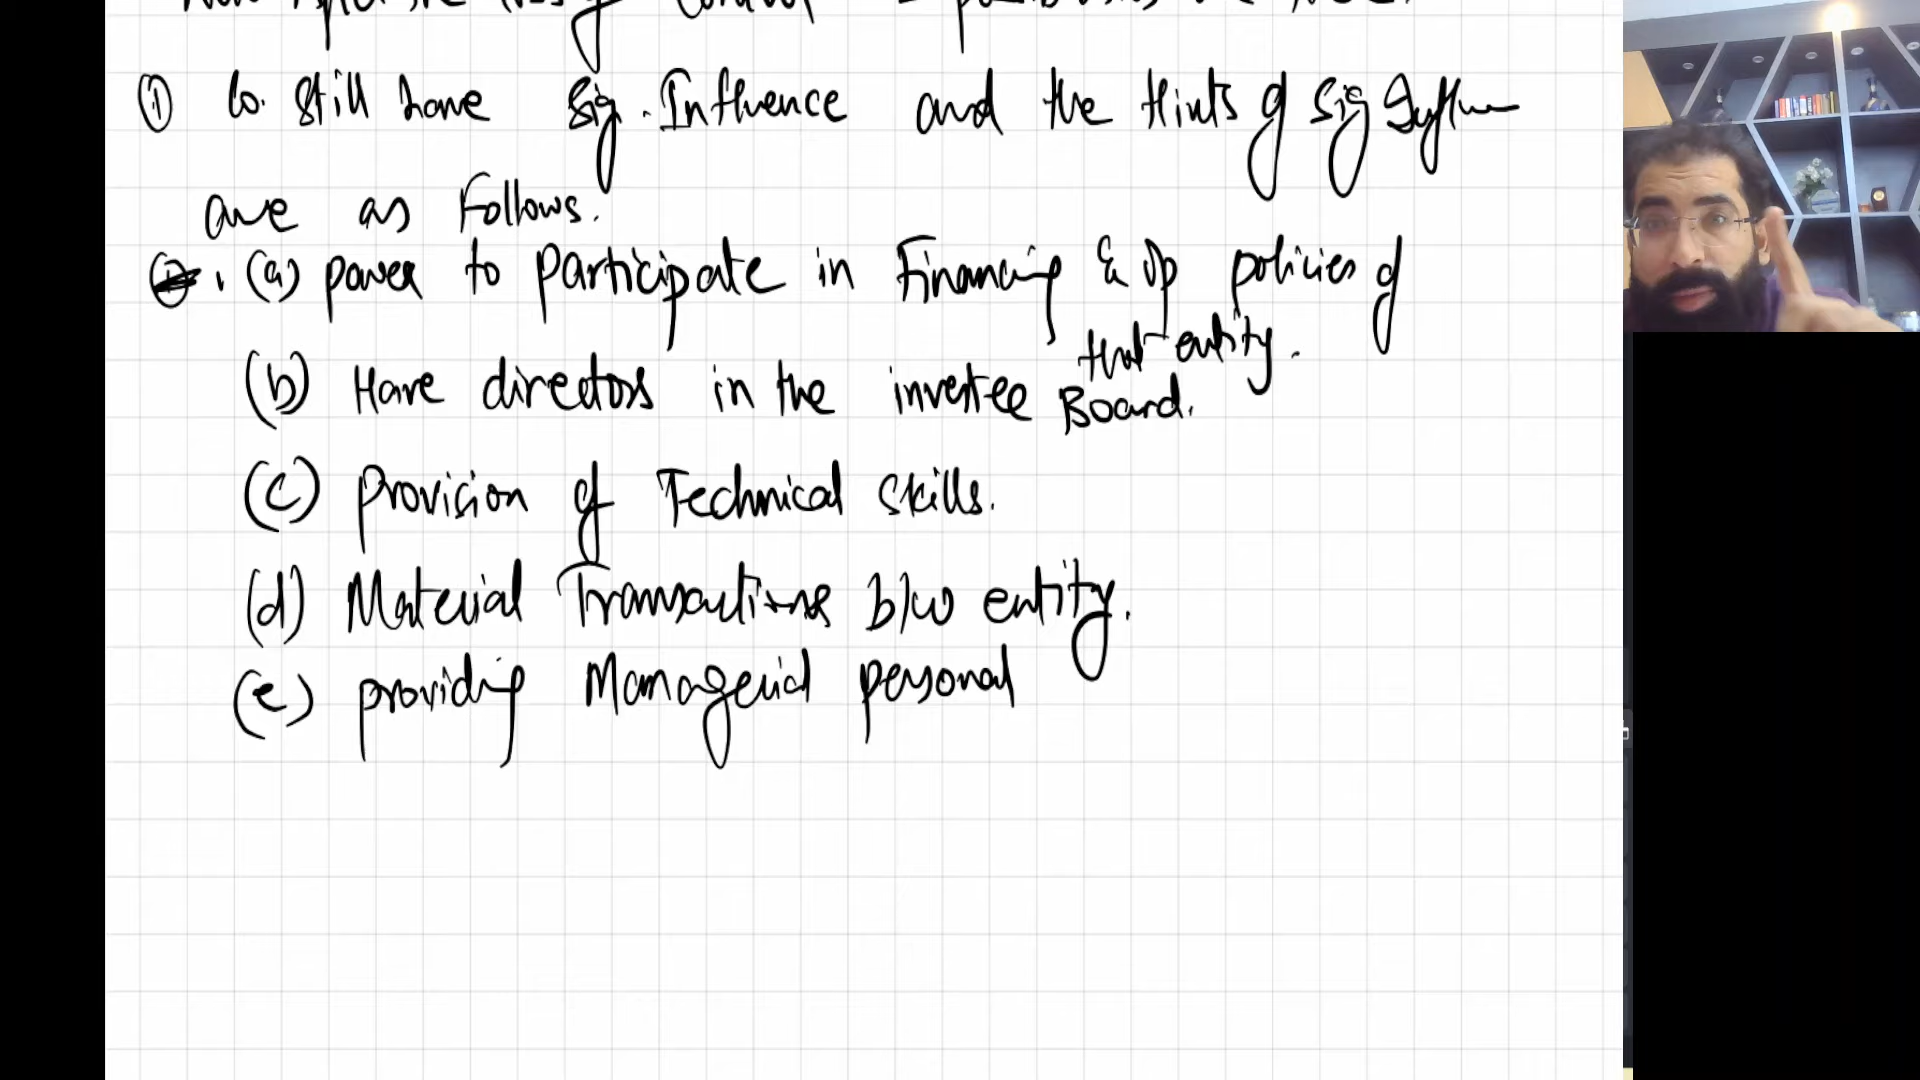 ① Co. still have sig. Influence and the Hints of sig
are as Follows.
(a) power to participate in Financing & Op policies of
that entity.
(b) Have directors in the investee Board.
(c) Provision of Technical skills.
(d) Material Transactions b/w entity.
(e) providing Managerial personal